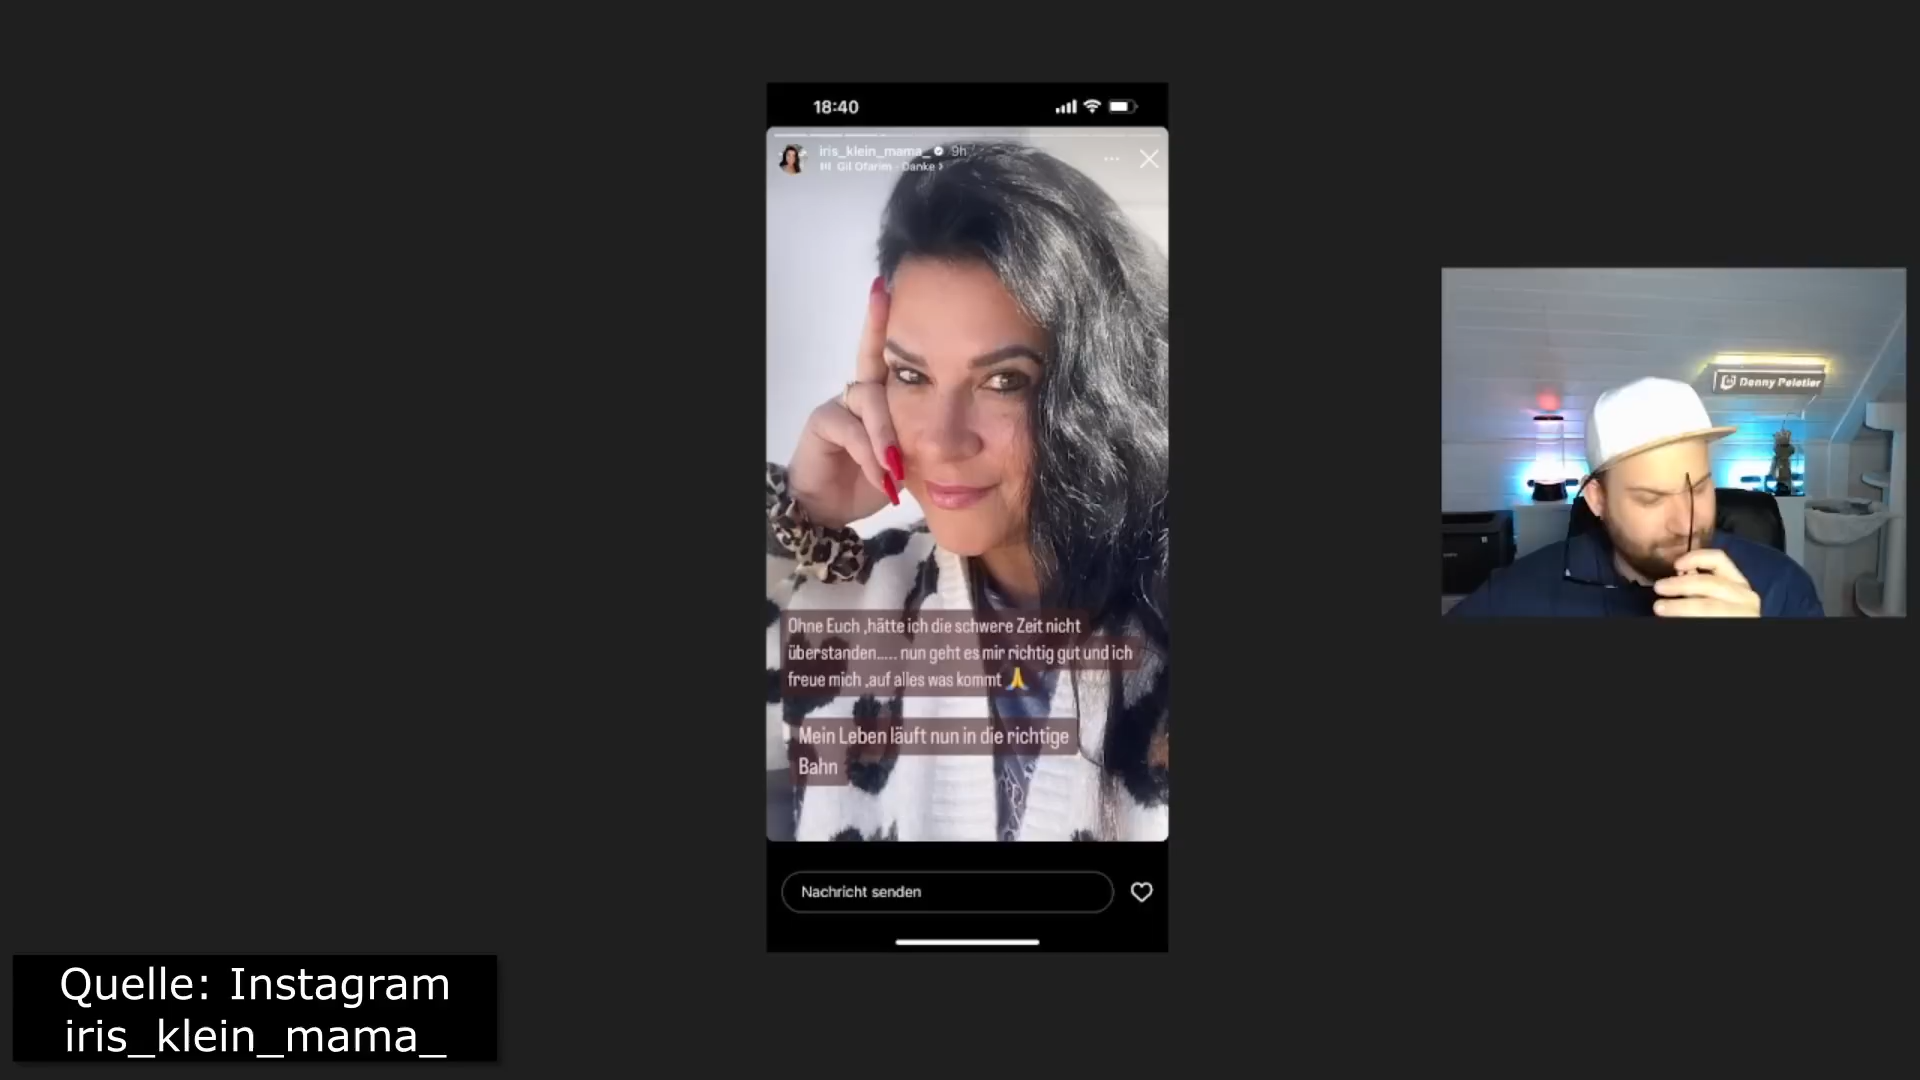 18:40
iris_klein_mama_ 9h
Gil Ofarim · Danke ›
Ohne Euch ,hätte ich die schwere Zeit nicht
überstanden..... nun geht es mir richtig gut und ich
freue mich ,auf alles was kommt 🙏
Mein Leben läuft nun in die richtige
Bahn
Nachricht senden
Denny Peletier
Quelle: Instagram
iris_klein_mama_